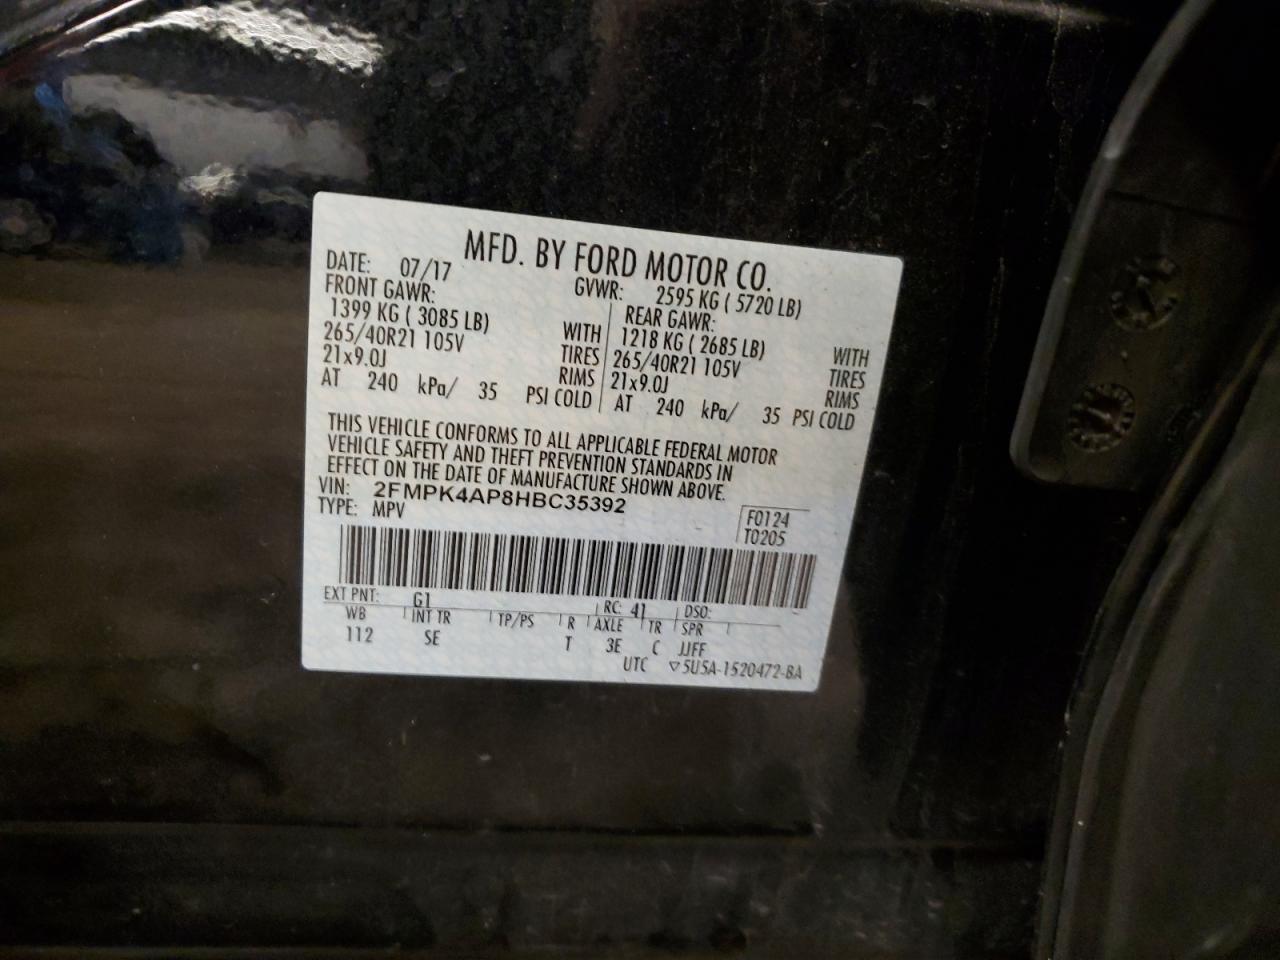 MFD. BY FORD MOTOR CO.
DATE: 07/17 GVWR: 2595 KG ( 5720 LB)
FRONT GAWR: REAR GAWR:
1399 KG ( 3085 LB) WITH 1218 KG ( 2685 LB) WITH
265/40R21 105V TIRES 265/40R21 105V TIRES
21x9.0J RIMS 21x9.0J RIMS
AT 240 kPa/ 35 PSI COLD AT 240 kPa/ 35 PSI COLD
THIS VEHICLE CONFORMS TO ALL APPLICABLE FEDERAL MOTOR
VEHICLE SAFETY AND THEFT PREVENTION STANDARDS IN
EFFECT ON THE DATE OF MANUFACTURE SHOWN ABOVE.
VIN: 2FMPK4AP8HBC35392
TYPE: MPV
F0124
T0205
EXT PNT: G1 RC: 41 DSO:
WB INT TR TP/PS R AXLE TR SPR
112 SE T 3E C JJFF
UTC ▽5U5A-1520472-BA